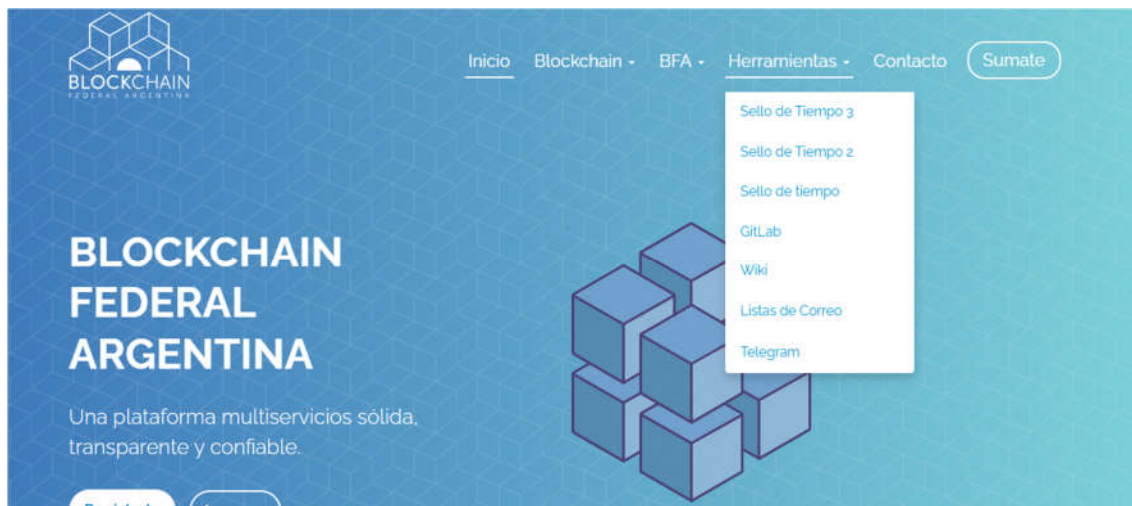 BLOCKCHAIN
FEDERAL ARGENTINA
Inicio Blockchain BFA Herramientas Contacto Sumate
Sello de Tiempo 3
Sello de Tiempo 2
Sello de tiempo
GitLab
Wiki
Listas de Correo
Telegram
BLOCKCHAIN
FEDERAL
ARGENTINA
Una plataforma multiservicios sólida,
transparente y confiable.